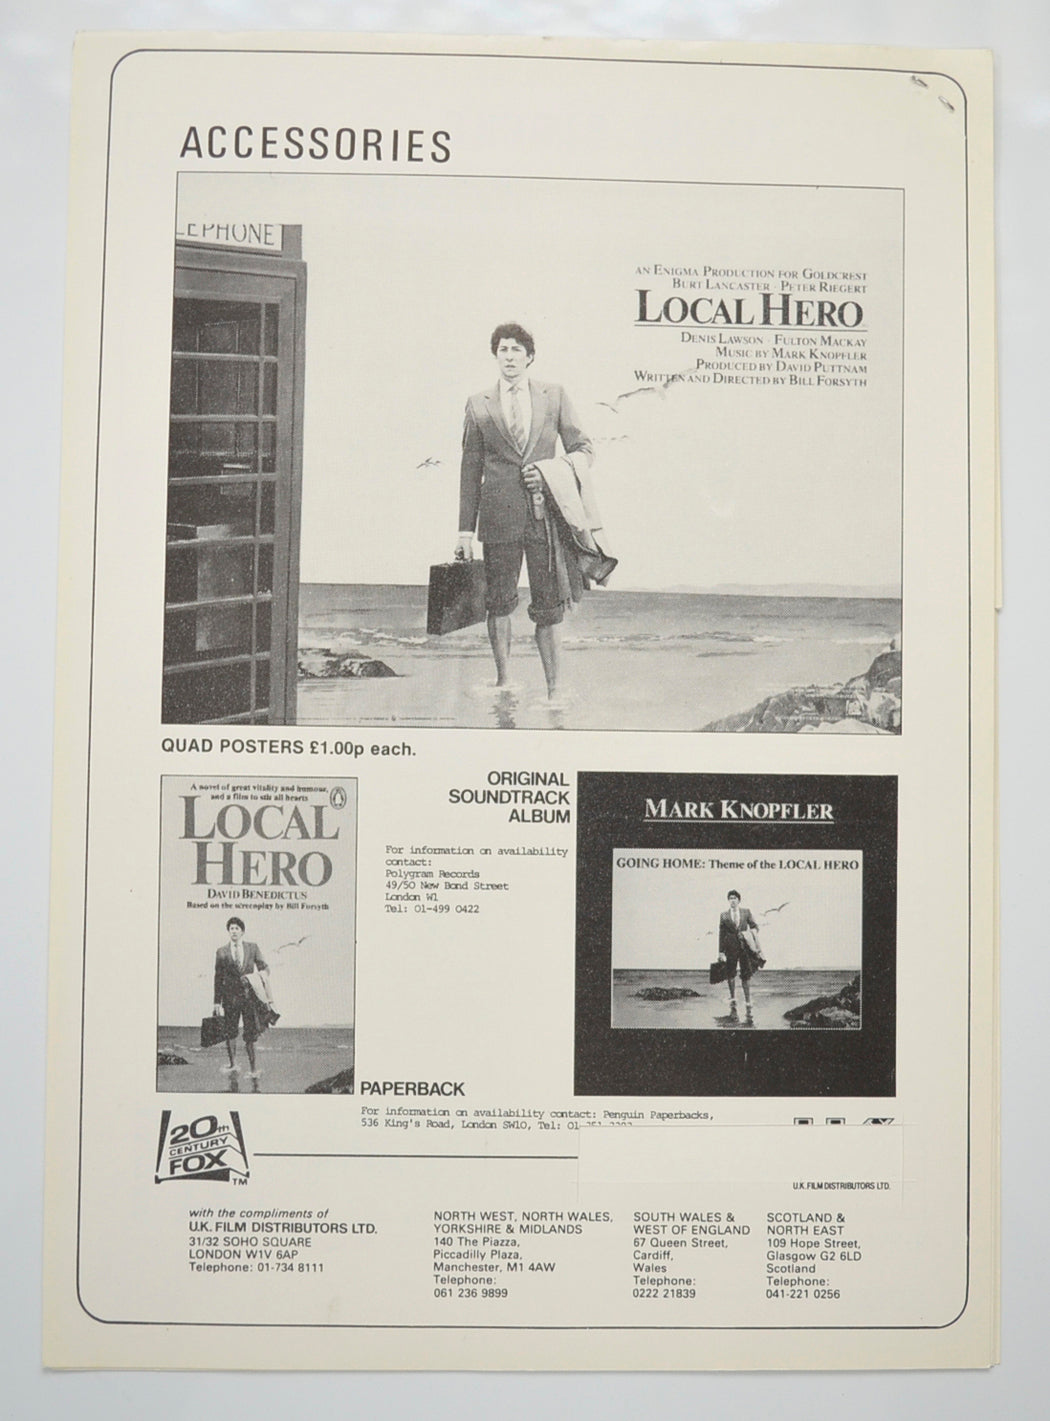 ACCESSORIES
EPHONE
AN ENIGMA PRODUCTION FOR GOLDCREST
BURT LANCASTER · PETER RIEGERT
LOCAL HERO
DENIS LAWSON · FULTON MACKAY
MUSIC BY MARK KNOPFLER
PRODUCED BY DAVID PUTTNAM
WRITTEN AND DIRECTED BY BILL FORSYTH
QUAD POSTERS £1.00p each.
A novel of great vitality and humour,
and a film to stir all hearts
LOCAL
HERO
DAVID BENEDICTUS
Based on the screenplay by Bill Forsyth
ORIGINAL
SOUNDTRACK
ALBUM
For information on availability
contact:
Polygram Records
49/50 New Bond Street
London W1
Tel: 01-499 0422
MARK KNOPFLER
GOING HOME: Theme of the LOCAL HERO
PAPERBACK
For information on availability contact: Penguin Paperbacks,
536 King's Road, London SW10, Tel: 01-
20th
CENTURY
FOX
TM
U.K. FILM DISTRIBUTORS LTD.
with the compliments of
U.K. FILM DISTRIBUTORS LTD.
31/32 SOHO SQUARE
LONDON W1V 6AP
Telephone: 01-734 8111
NORTH WEST, NORTH WALES,
YORKSHIRE & MIDLANDS
140 The Piazza,
Piccadilly Plaza,
Manchester, M1 4AW
Telephone:
061 236 9899
SOUTH WALES &
WEST OF ENGLAND
67 Queen Street,
Cardiff,
Wales
Telephone:
0222 21839
SCOTLAND &
NORTH EAST
109 Hope Street,
Glasgow G2 6LD
Scotland
Telephone:
041-221 0256